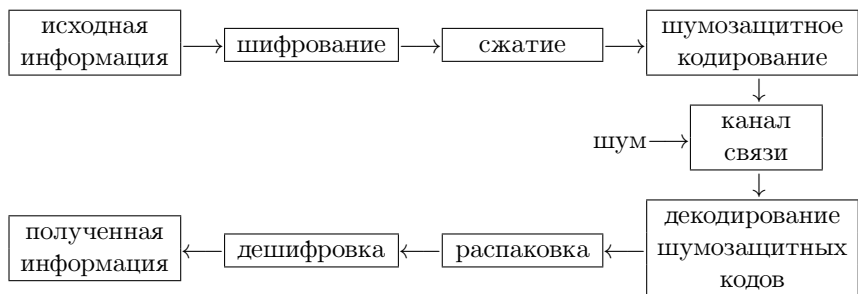 исходная
информация
шифрование
сжатие
шумозащитное
кодирование
шум
канал
связи
полученная
информация
дешифровка
распаковка
декодирование
шумозащитных
кодов